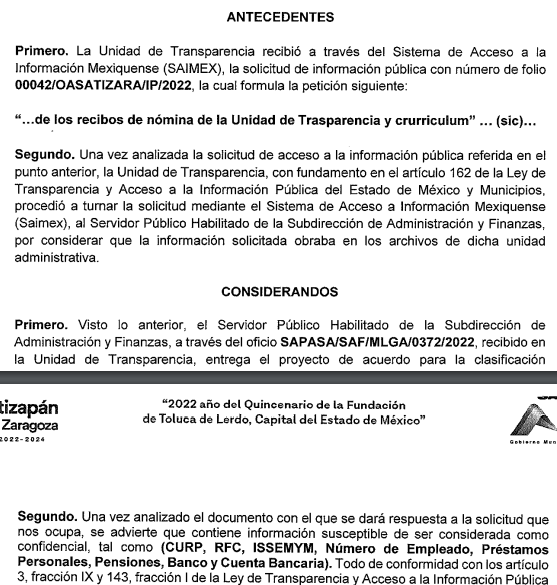 ANTECEDENTES
Primero. La Unidad de Transparencia recibió a través del Sistema de Acceso a la
Información Mexiquense (SAIMEX), la solicitud de información pública con número de folio
00042/OASATIZARA/IP/2022, la cual formula la petición siguiente:
“...de los recibos de nómina de la Unidad de Trasparencia y crurriculum” ... (sic)...
Segundo. Una vez analizada la solicitud de acceso a la información pública referida en el
punto anterior, la Unidad de Transparencia, con fundamento en el artículo 162 de la Ley de
Transparencia y Acceso a la Información Pública del Estado de México y Municipios,
procedió a turnar la solicitud mediante el Sistema de Acceso a Información Mexiquense
(Saimex), al Servidor Público Habilitado de la Subdirección de Administración y Finanzas,
por considerar que la información solicitada obraba en los archivos de dicha unidad
administrativa.
CONSIDERANDOS
Primero. Visto lo anterior, el Servidor Público Habilitado de la Subdirección de
Administración y Finanzas, a través del oficio SAPASA/SAF/MLGA/0372/2022, recibido en
la Unidad de Transparencia, entrega el proyecto de acuerdo para la clasificación
tizapán
Zaragoza
2022-2024
“2022 año del Quincenario de la Fundación
de Toluca de Lerdo, Capital del Estado de México”
Gobierno Mun
Segundo. Una vez analizado el documento con el que se dará respuesta a la solicitud que
nos ocupa, se advierte que contiene información susceptible de ser considerada como
confidencial, tal como (CURP, RFC, ISSEMYM, Número de Empleado, Préstamos
Personales, Pensiones, Banco y Cuenta Bancaria). Todo de conformidad con los artículo
3, fracción IX y 143, fracción I de la Ley de Transparencia y Acceso a la Información Pública